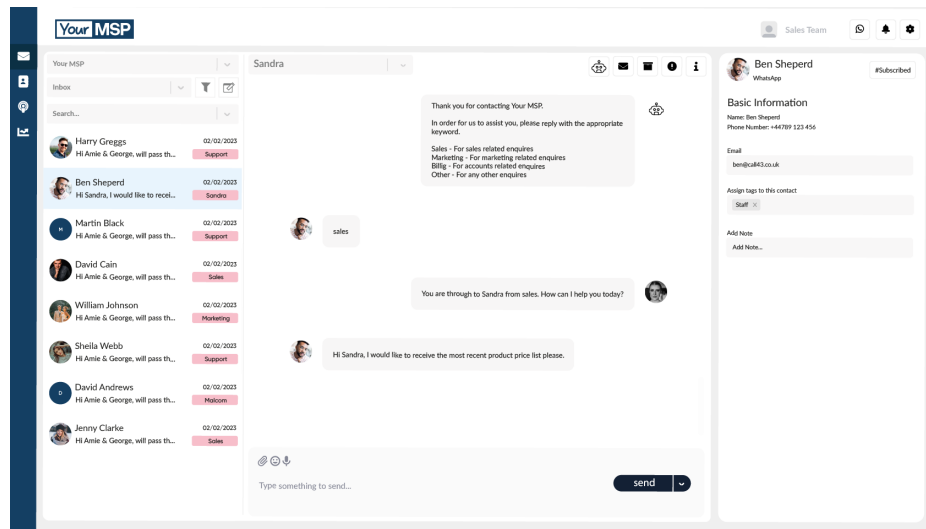 Your MSP
Sales Team
Your MSP
Inbox
Search...
Harry Greggs
02/02/2023
Hi Amie & George, will pass th...
Support
Ben Sheperd
02/02/2023
Hi Sandra, I would like to recei...
Sandra
Martin Black
02/02/2023
M
Hi Amie & George, will pass th...
Support
David Cain
02/02/2023
Hi Amie & George, will pass th...
Sales
William Johnson
02/02/2023
Hi Amie & George, will pass th...
Marketing
Sheila Webb
02/02/2023
Hi Amie & George, will pass th...
Support
David Andrews
02/02/2023
D
Hi Amie & George, will pass th...
Malcom
Jenny Clarke
02/02/2023
Hi Amie & George, will pass th...
Sales
Sandra
Thank you for contacting Your MSP.
In order for us to assist you, please reply with the appropriate
keyword.
Sales - For sales related enquires
Marketing - For marketing related enquires
Billig - For accounts related enquires
Other - For any other enquires
sales
You are through to Sandra from sales. How can I help you today?
Hi Sandra, I would like to receive the most recent product price list please.
Type something to send...
send
Ben Sheperd
WhatsApp
#Subscribed
Basic Information
Name: Ben Sheperd
Phone Number: +44789 123 456
Email
ben@call43.co.uk
Assign tags to this contact
Staff ×
Add Note
Add Note...